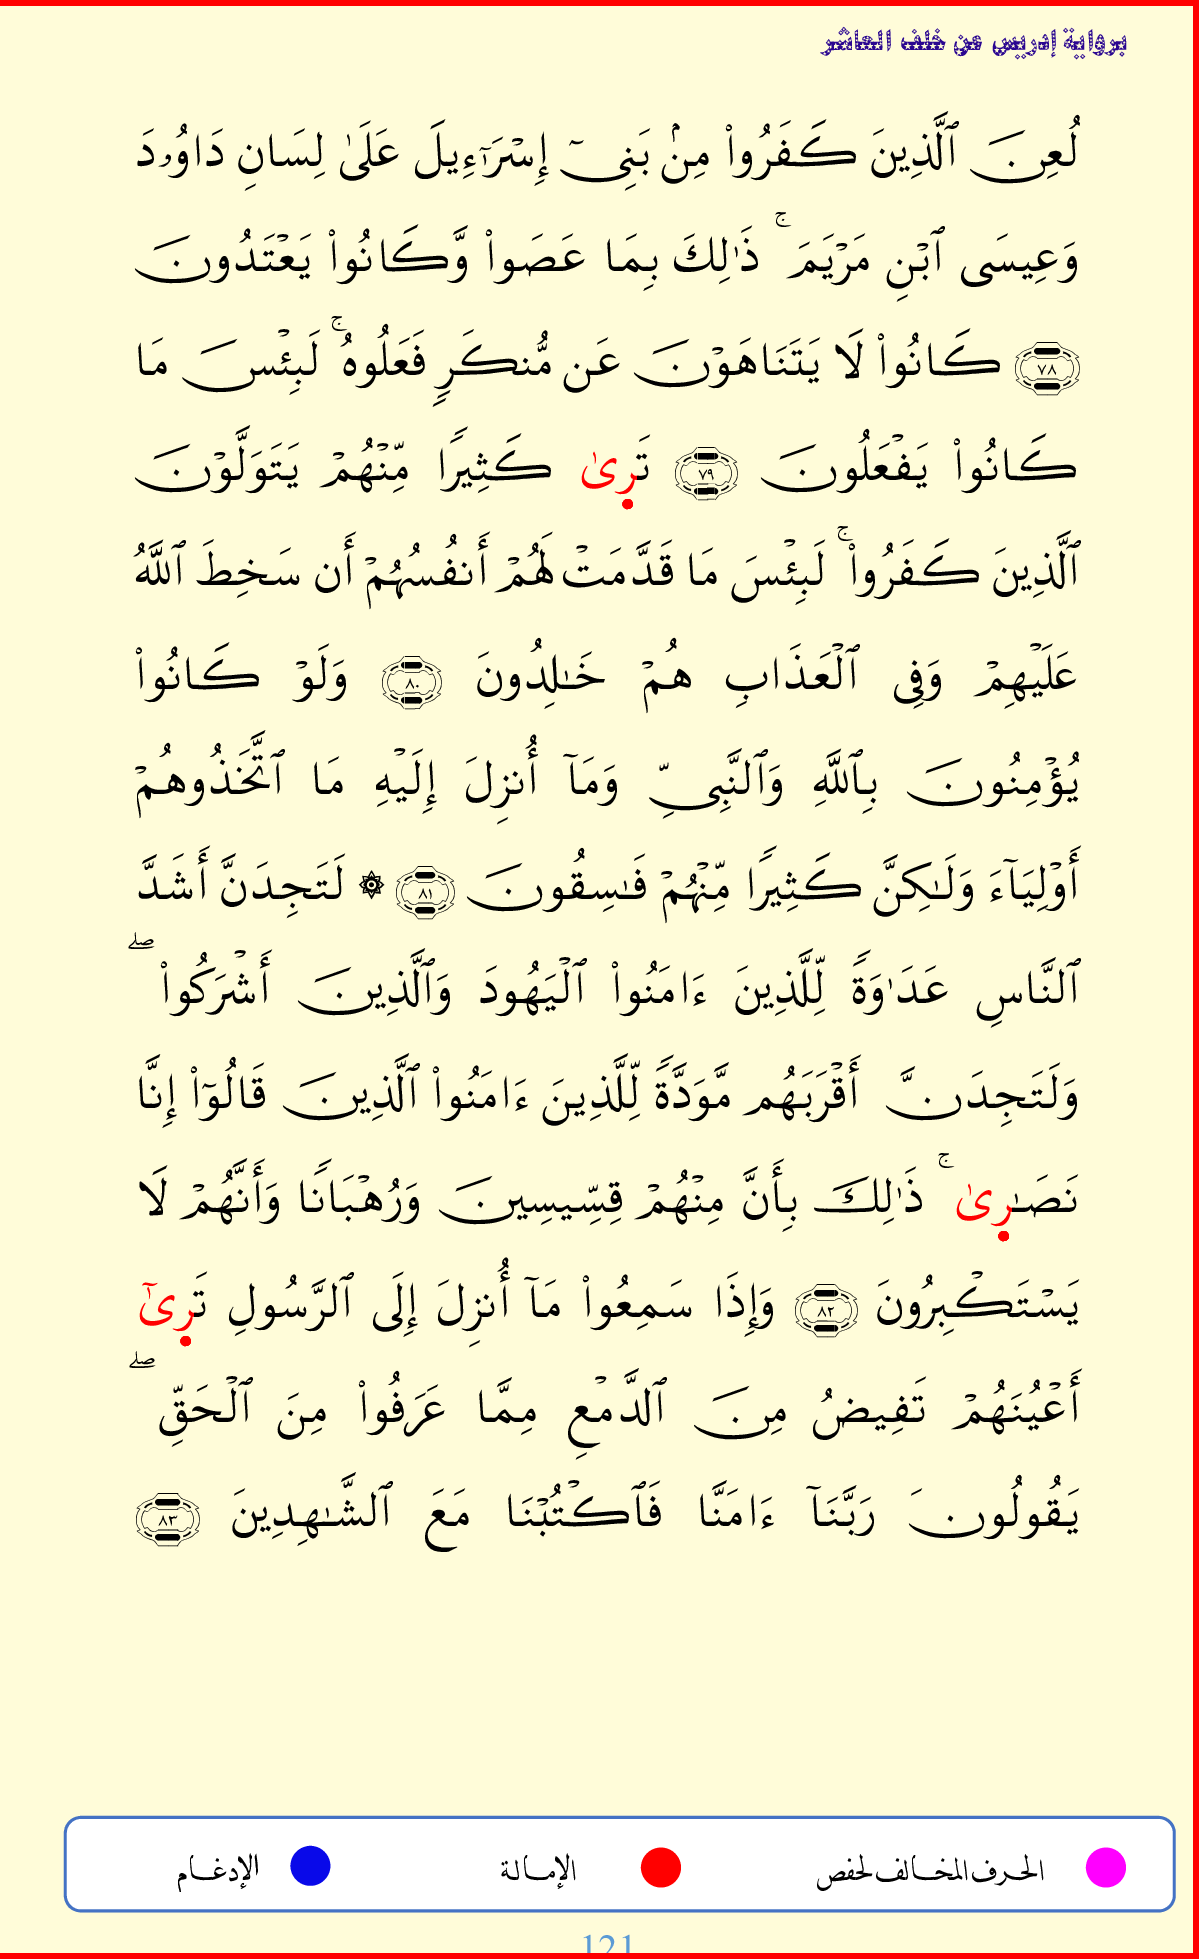 برواية إدريس عن خلف العاشر
لُعِنَ ٱلَّذِينَ كَفَرُوا۟ مِنۢ بَنِىٓ إِسْرَٰٓءِيلَ عَلَىٰ لِسَانِ دَاوُۥدَ
وَعِيسَى ٱبْنِ مَرْيَمَ ۚ ذَٰلِكَ بِمَا عَصَوا۟ وَّكَانُوا۟ يَعْتَدُونَ
٧٨ كَانُوا۟ لَا يَتَنَاهَوْنَ عَن مُّنكَرٍ فَعَلُوهُ ۚ لَبِئْسَ مَا
كَانُوا۟ يَفْعَلُونَ ٧٩ تَرِىٰ كَثِيرًا مِّنْهُمْ يَتَوَلَّوْنَ
ٱلَّذِينَ كَفَرُوا۟ ۚ لَبِئْسَ مَا قَدَّمَتْ لَهُمْ أَنفُسُهُمْ أَن سَخِطَ ٱللَّهُ
عَلَيْهِمْ وَفِى ٱلْعَذَابِ هُمْ خَـٰلِدُونَ ٨٠ وَلَوْ كَانُوا۟
يُؤْمِنُونَ بِٱللَّهِ وَٱلنَّبِىِّ وَمَآ أُنزِلَ إِلَيْهِ مَا ٱتَّخَذُوهُمْ
أَوْلِيَآءَ وَلَـٰكِنَّ كَثِيرًا مِّنْهُمْ فَـٰسِقُونَ ٨١ ۞ لَتَجِدَنَّ أَشَدَّ
ٱلنَّاسِ عَدَٰوَةً لِّلَّذِينَ ءَامَنُوا۟ ٱلْيَهُودَ وَٱلَّذِينَ أَشْرَكُوا۟ ۖ
وَلَتَجِدَنَّ أَقْرَبَهُم مَّوَدَّةً لِّلَّذِينَ ءَامَنُوا۟ ٱلَّذِينَ قَالُوٓا۟ إِنَّا
نَصَـٰرِىٰ ۚ ذَٰلِكَ بِأَنَّ مِنْهُمْ قِسِّيسِينَ وَرُهْبَانًا وَأَنَّهُمْ لَا
يَسْتَكْبِرُونَ ٨٢ وَإِذَا سَمِعُوا۟ مَآ أُنزِلَ إِلَى ٱلرَّسُولِ تَرِىٰٓ
أَعْيُنَهُمْ تَفِيضُ مِنَ ٱلدَّمْعِ مِمَّا عَرَفُوا۟ مِنَ ٱلْحَقِّ ۖ
يَقُولُونَ رَبَّنَآ ءَامَنَّا فَٱكْتُبْنَا مَعَ ٱلشَّـٰهِدِينَ ٨٣
الحرف المخالف لحفص الإمالة الإدغام
121